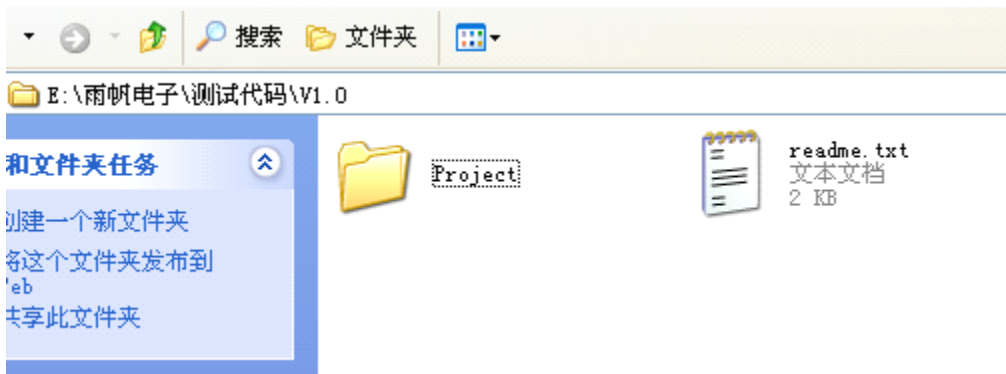 搜索 文件夹
E:\雨帆电子\测试代码\V1.0
和文件夹任务
创建一个新文件夹
将这个文件夹发布到
Web
共享此文件夹
Project
readme.txt
文本文档
2 KB